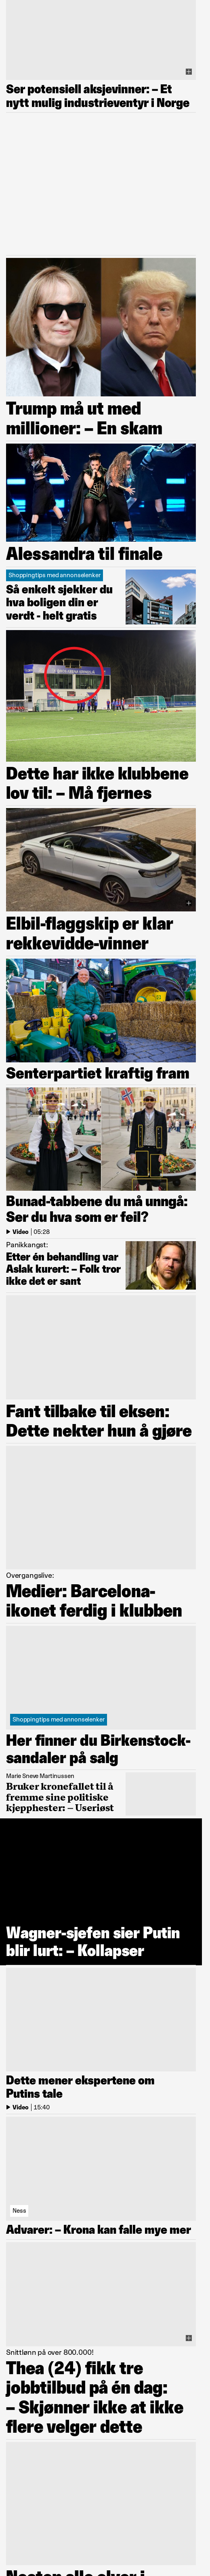 Ser potensiell aksjevinner: – Et
nytt mulig industrieventyr i Norge
Trump må ut med
millioner: – En skam
Alessandra til finale
Shoppingtips med annonselenker
Så enkelt sjekker du
hva boligen din er
verdt - helt gratis
Dette har ikke klubbene
lov til: – Må fjernes
Elbil-flaggskip er klar
rekkevidde-vinner
Senterpartiet kraftig fram
Bunad-tabbene du må unngå:
Ser du hva som er feil?
Video | 05:28
Panikkangst:
Etter én behandling var
Aslak kurert: – Folk tror
ikke det er sant
Fant tilbake til eksen:
Dette nekter hun å gjøre
Overgangslive:
Medier: Barcelona-
ikonet ferdig i klubben
Shoppingtips med annonselenker
Her finner du Birkenstock-
sandaler på salg
Marie Sneve Martinussen
Bruker kronefallet til å
fremme sine politiske
kjepphester: – Useriøst
Wagner-sjefen sier Putin
blir lurt: – Kollapser
Dette mener ekspertene om
Putins tale
Video | 15:40
Ness
Advarer: – Krona kan falle mye mer
Snittlønn på over 800.000!
Thea (24) fikk tre
jobbtilbud på én dag:
– Skjønner ikke at ikke
flere velger dette